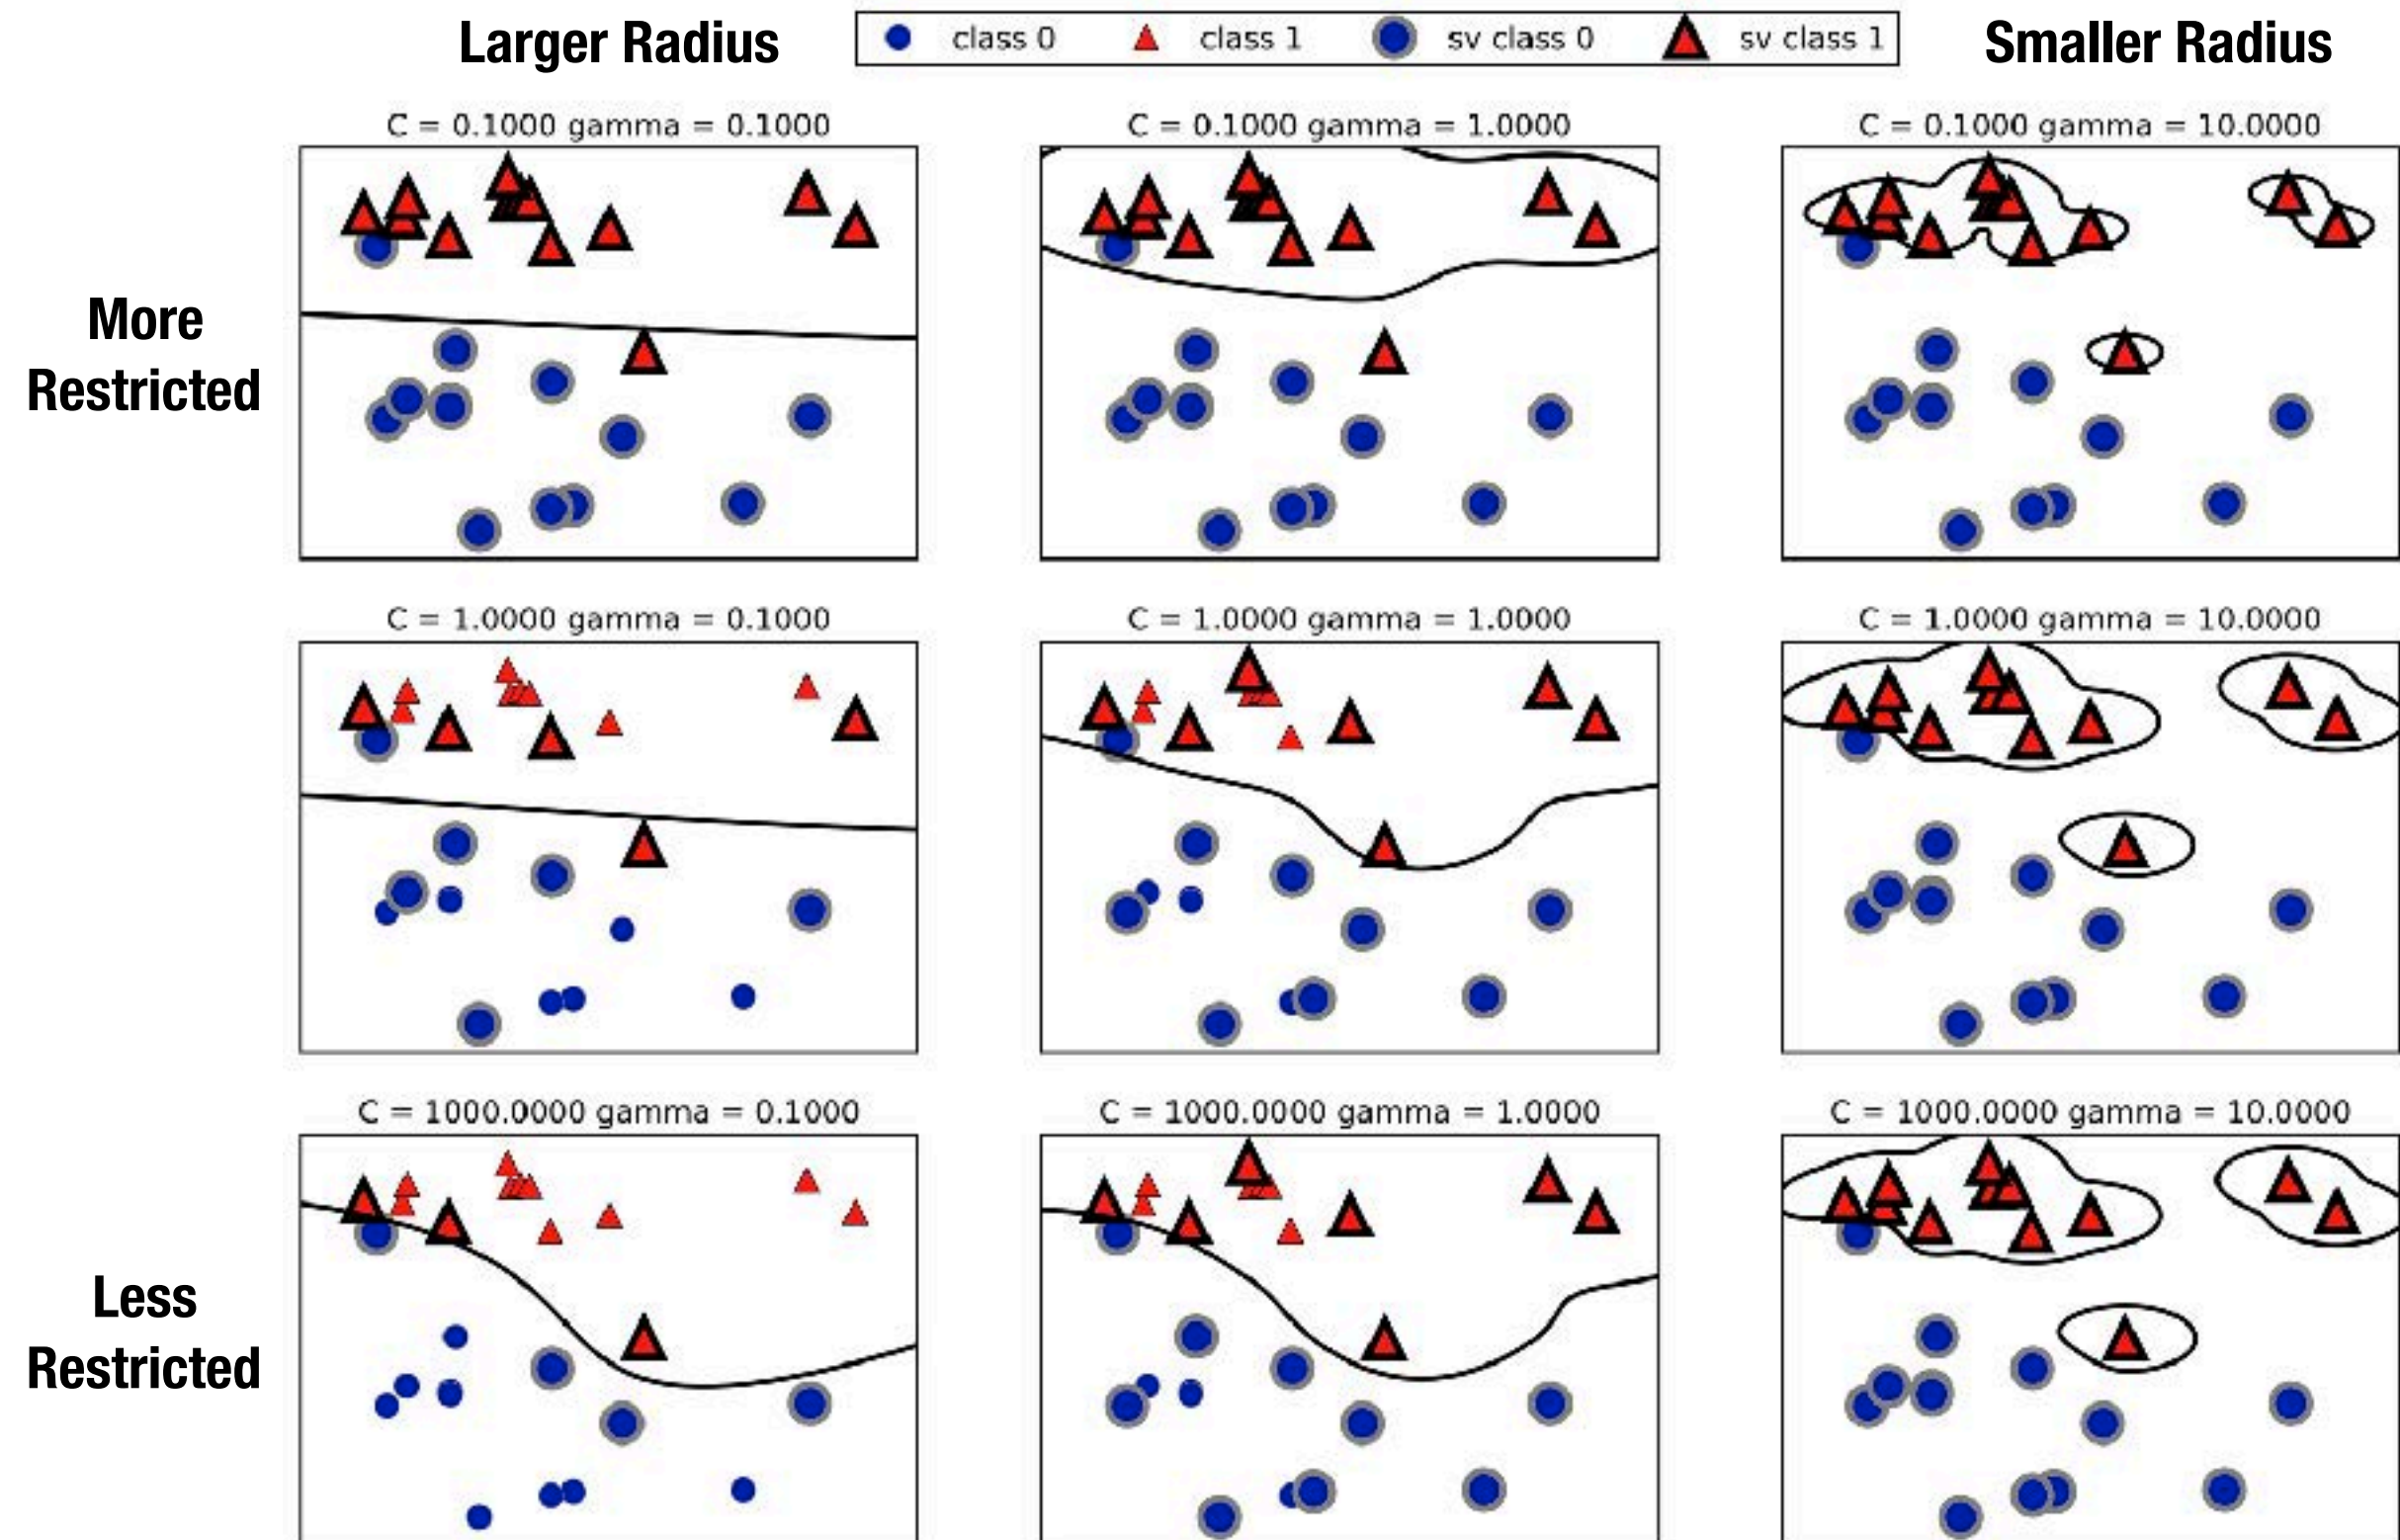 Larger Radius
class 0 class 1 sv class 0 sv class 1
Smaller Radius
C = 0.1000 gamma = 0.1000
C = 0.1000 gamma = 1.0000
C = 0.1000 gamma = 10.0000
More
Restricted
C = 1.0000 gamma = 0.1000
C = 1.0000 gamma = 1.0000
C = 1.0000 gamma = 10.0000
C = 1000.0000 gamma = 0.1000
C = 1000.0000 gamma = 1.0000
C = 1000.0000 gamma = 10.0000
Less
Restricted